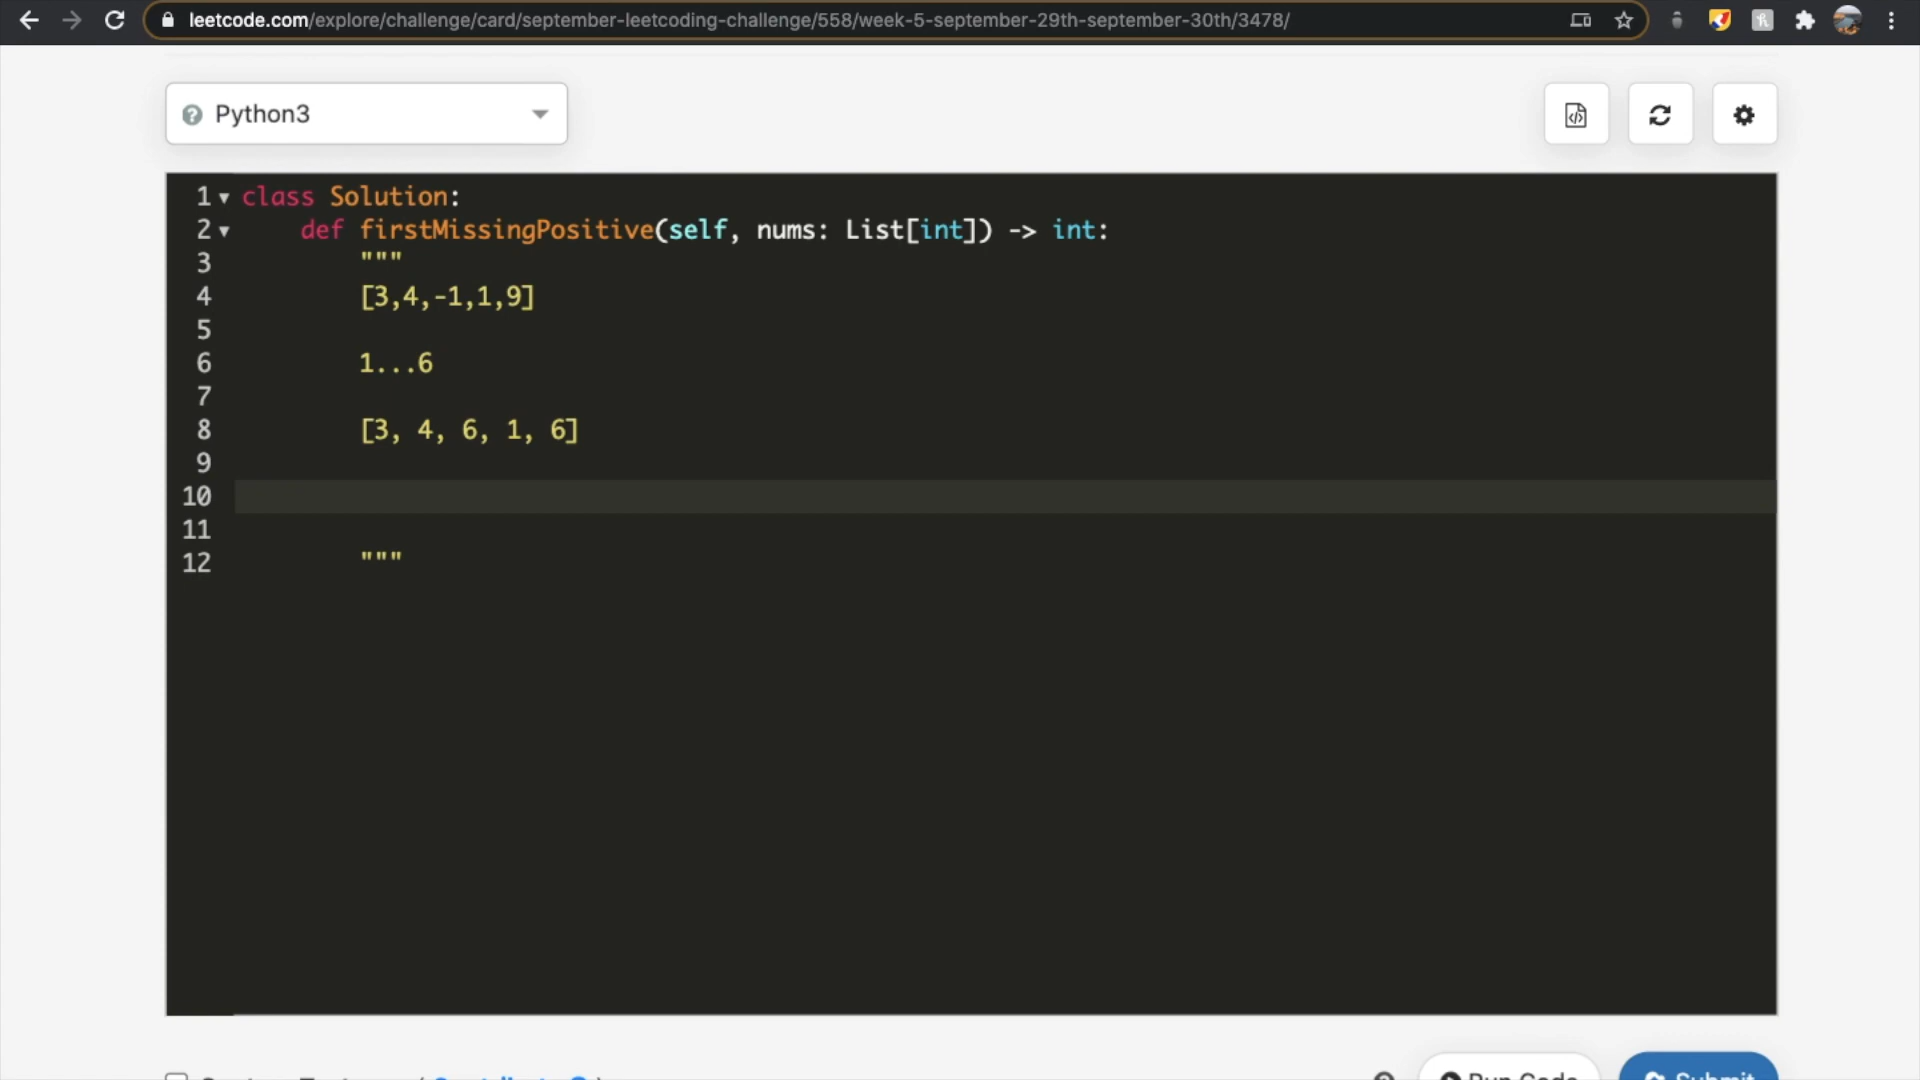 leetcode.com/explore/challenge/card/september-leetcoding-challenge/558/week-5-september-29th-september-30th/3478/
Python3
1 class Solution:
2 def firstMissingPositive(self, nums: List[int]) -> int:
3 """
4 [3,4,-1,1,9]
5
6 1...6
7
8 [3, 4, 6, 1, 6]
9
10
11
12 """
Run Code
Submit